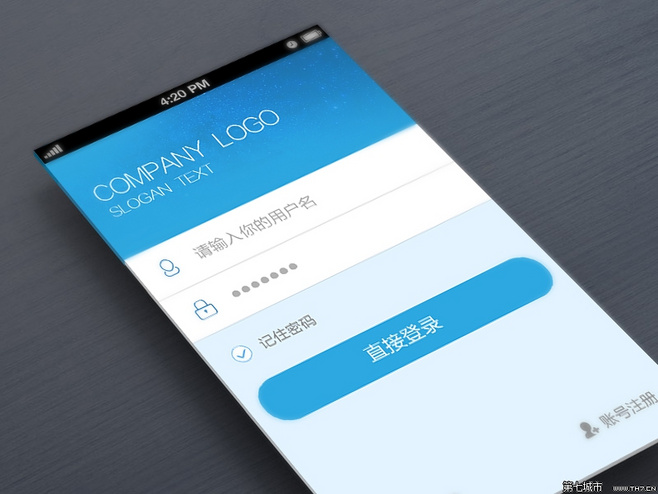 4:20 PM
COMPANY LOGO
SLOGAN TEXT
请输入你的用户名
记住密码
直接登录
账号注册
第七城市 WWW.TH7.CN